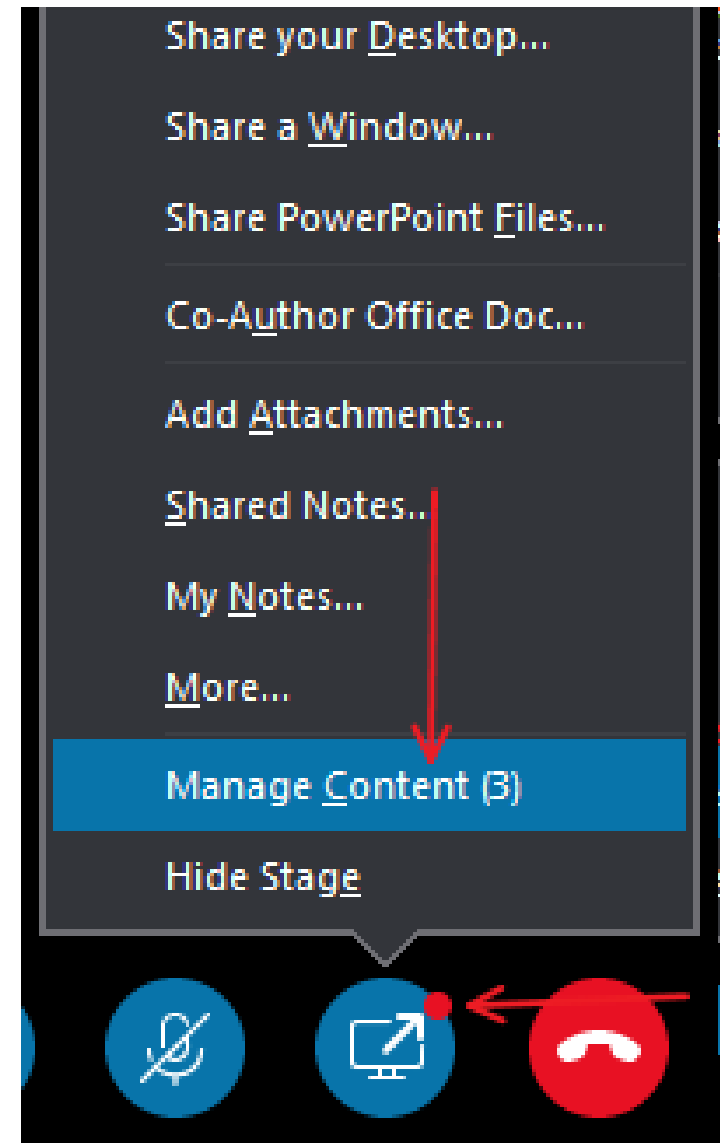 Share your Desktop...
Share a Window...
Share PowerPoint Files...
Co-Author Office Doc...
Add Attachments...
Shared Notes...
My Notes...
More...
Manage Content (3)
Hide Stage